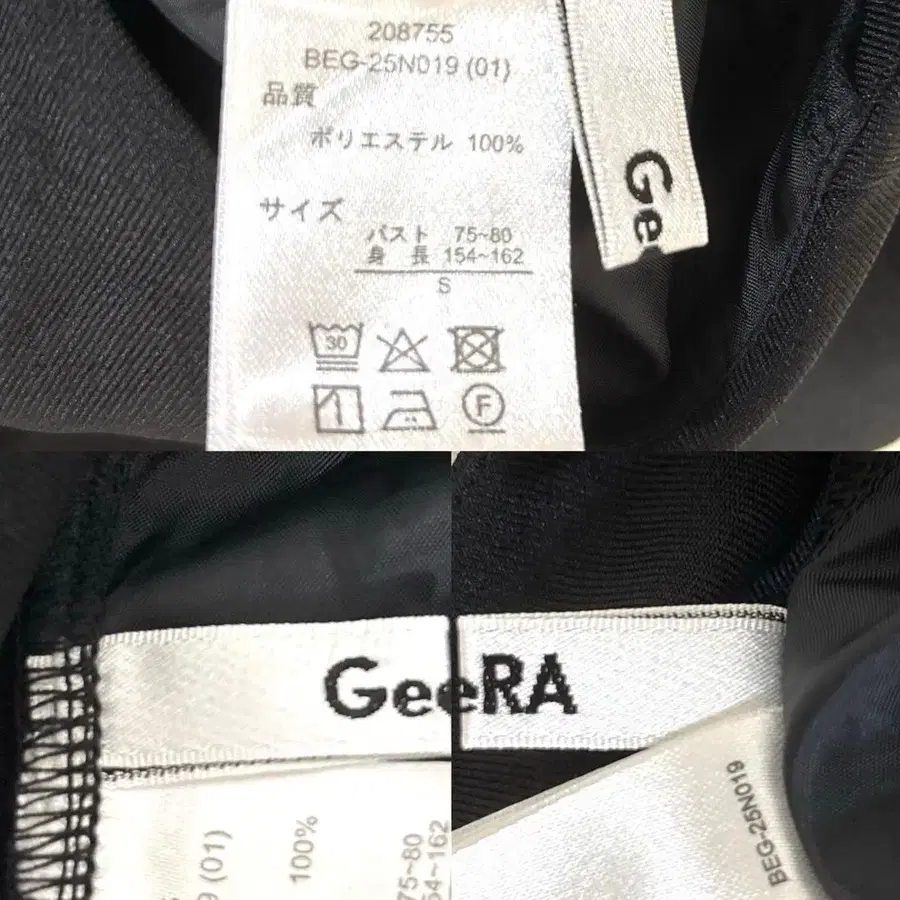 208755
BEG-25N019 (01)
品質
ポリエステル 100%
サイズ
バスト 75~80
身 長 154~162
S
30
F
Ge
GeeRA
9 (01)
100%
75~80
54~162
BEG-25N019